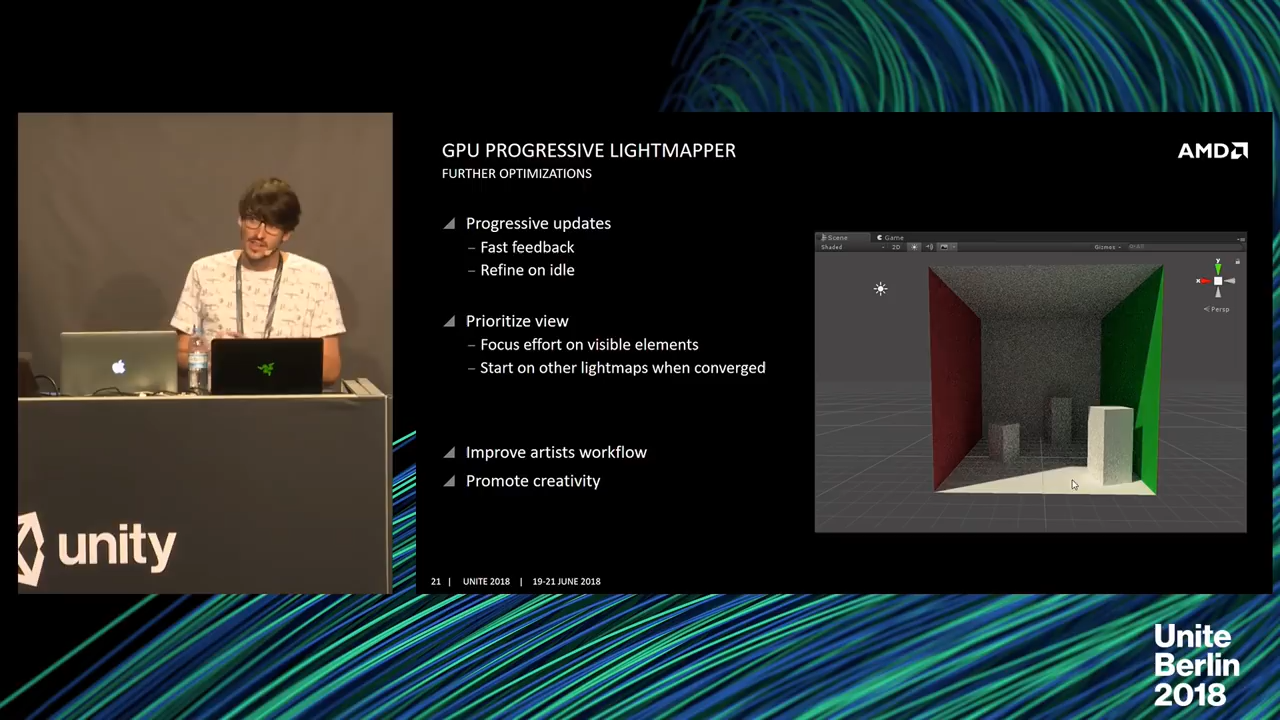 GPU PROGRESSIVE LIGHTMAPPER
FURTHER OPTIMIZATIONS
AMD
Progressive updates
– Fast feedback
– Refine on idle
Prioritize view
– Focus effort on visible elements
– Start on other lightmaps when converged
Improve artists workflow
Promote creativity
Scene
Game
Shaded
2D
Gizmos
y
x
Persp
21 | UNITE 2018 | 19-21 JUNE 2018
unity
Unite
Berlin
2018